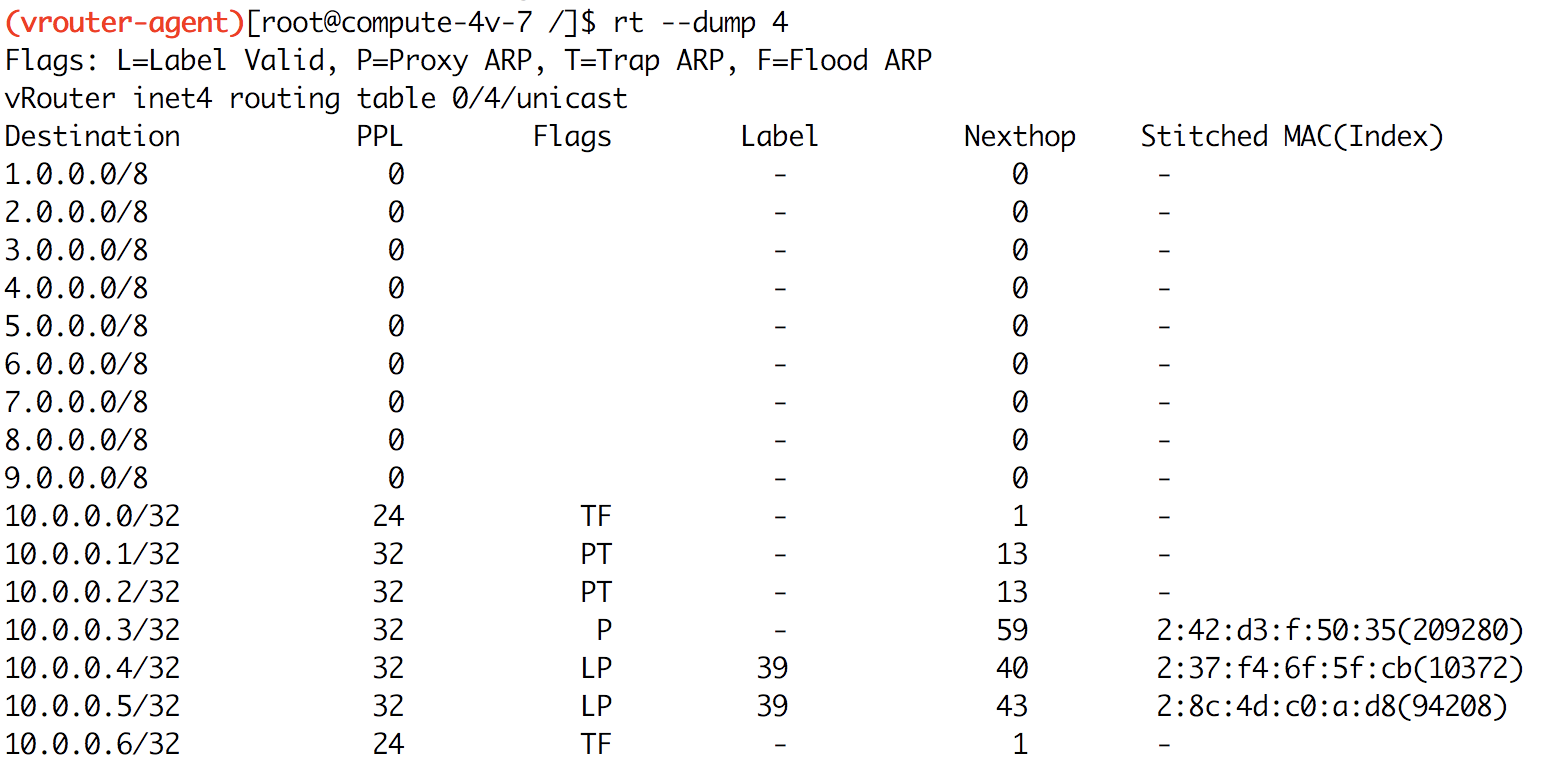 (vrouter-agent)[root@compute-4v-7 /]$ rt --dump 4
Flags: L=Label Valid, P=Proxy ARP, T=Trap ARP, F=Flood ARP
vRouter inet4 routing table 0/4/unicast
Destination           PPL        Flags        Label         Nexthop    Stitched MAC(Index)
1.0.0.0/8               0                       -              0        -
2.0.0.0/8               0                       -              0        -
3.0.0.0/8               0                       -              0        -
4.0.0.0/8               0                       -              0        -
5.0.0.0/8               0                       -              0        -
6.0.0.0/8               0                       -              0        -
7.0.0.0/8               0                       -              0        -
8.0.0.0/8               0                       -              0        -
9.0.0.0/8               0                       -              0        -
10.0.0.0/32            24           TF          -              1        -
10.0.0.1/32            32           PT          -             13        -
10.0.0.2/32            32           PT          -             13        -
10.0.0.3/32            32            P          -             59        2:42:d3:f:50:35(209280)
10.0.0.4/32            32           LP         39             40        2:37:f4:6f:5f:cb(10372)
10.0.0.5/32            32           LP         39             43        2:8c:4d:c0:a:d8(94208)
10.0.0.6/32            24           TF          -              1        -